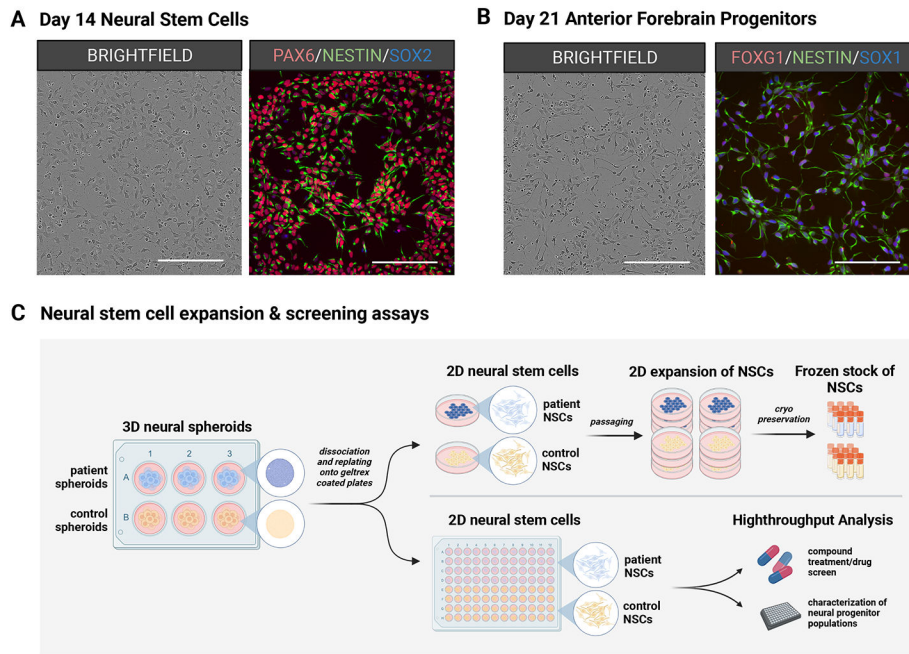 A Day 14 Neural Stem Cells
BRIGHTFIELD
PAX6/NESTIN/SOX2
B Day 21 Anterior Forebrain Progenitors
BRIGHTFIELD
FOXG1/NESTIN/SOX1
C Neural stem cell expansion & screening assays
3D neural spheroids
1 2 3
A
B
patient
spheroids
control
spheroids
dissociation
and replating
onto geltrex
coated plates
2D neural stem cells
patient
NSCs
control
NSCs
passaging
2D expansion of NSCs
cryo
preservation
Frozen stock of
NSCs
2D neural stem cells
patient
NSCs
control
NSCs
Highthroughput Analysis
compound
treatment/drug
screen
characterization of
neural progenitor
populations